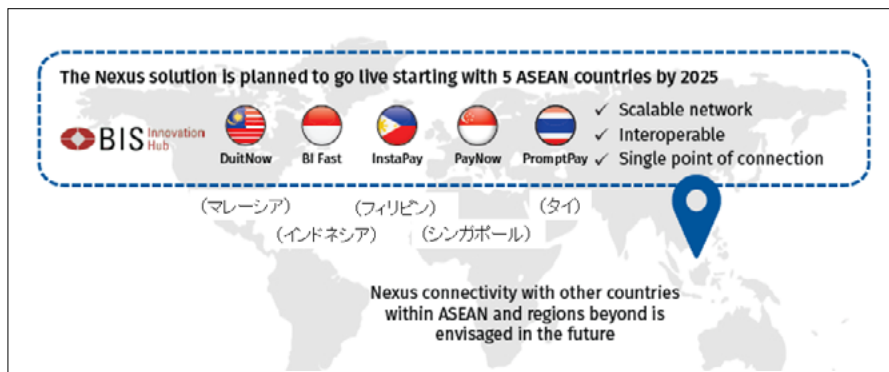 The Nexus solution is planned to go live starting with 5 ASEAN countries by 2025
BIS Innovation Hub
DuitNow
BI Fast
InstaPay
PayNow
PromptPay
✓ Scalable network
✓ Interoperable
✓ Single point of connection
（マレーシア）
（インドネシア）
（フィリピン）
（シンガポール）
（タイ）
Nexus connectivity with other countries
within ASEAN and regions beyond is
envisaged in the future